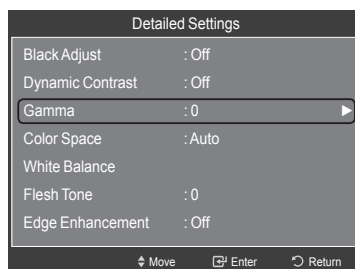 Detailed Settings
Black Adjust : Off
Dynamic Contrast : Off
Gamma : 0
Color Space : Auto
White Balance
Flesh Tone : 0
Edge Enhancement : Off
Move Enter Return